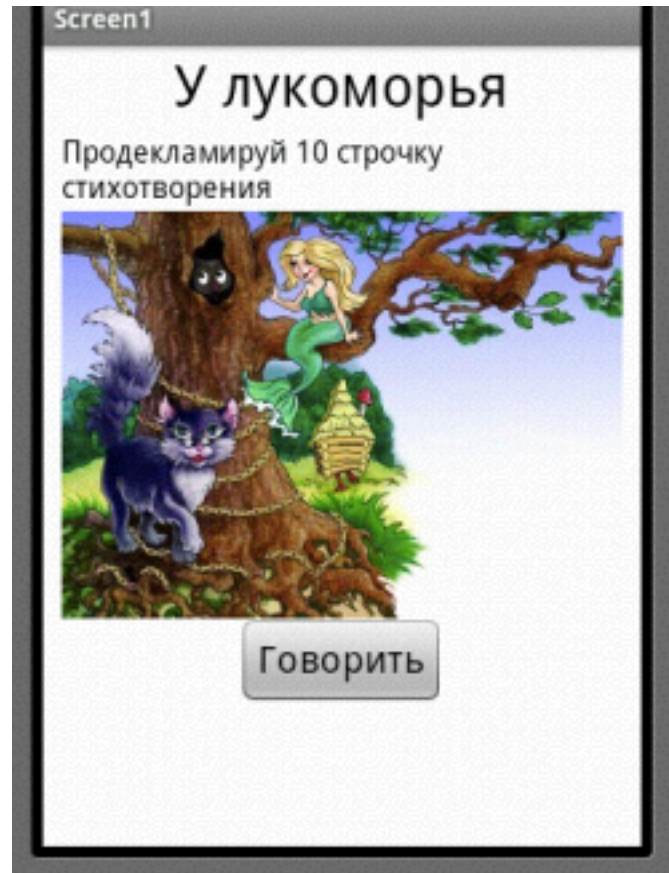 Screen1
У лукоморья
Продекламируй 10 строчку
стихотворения
Говорить